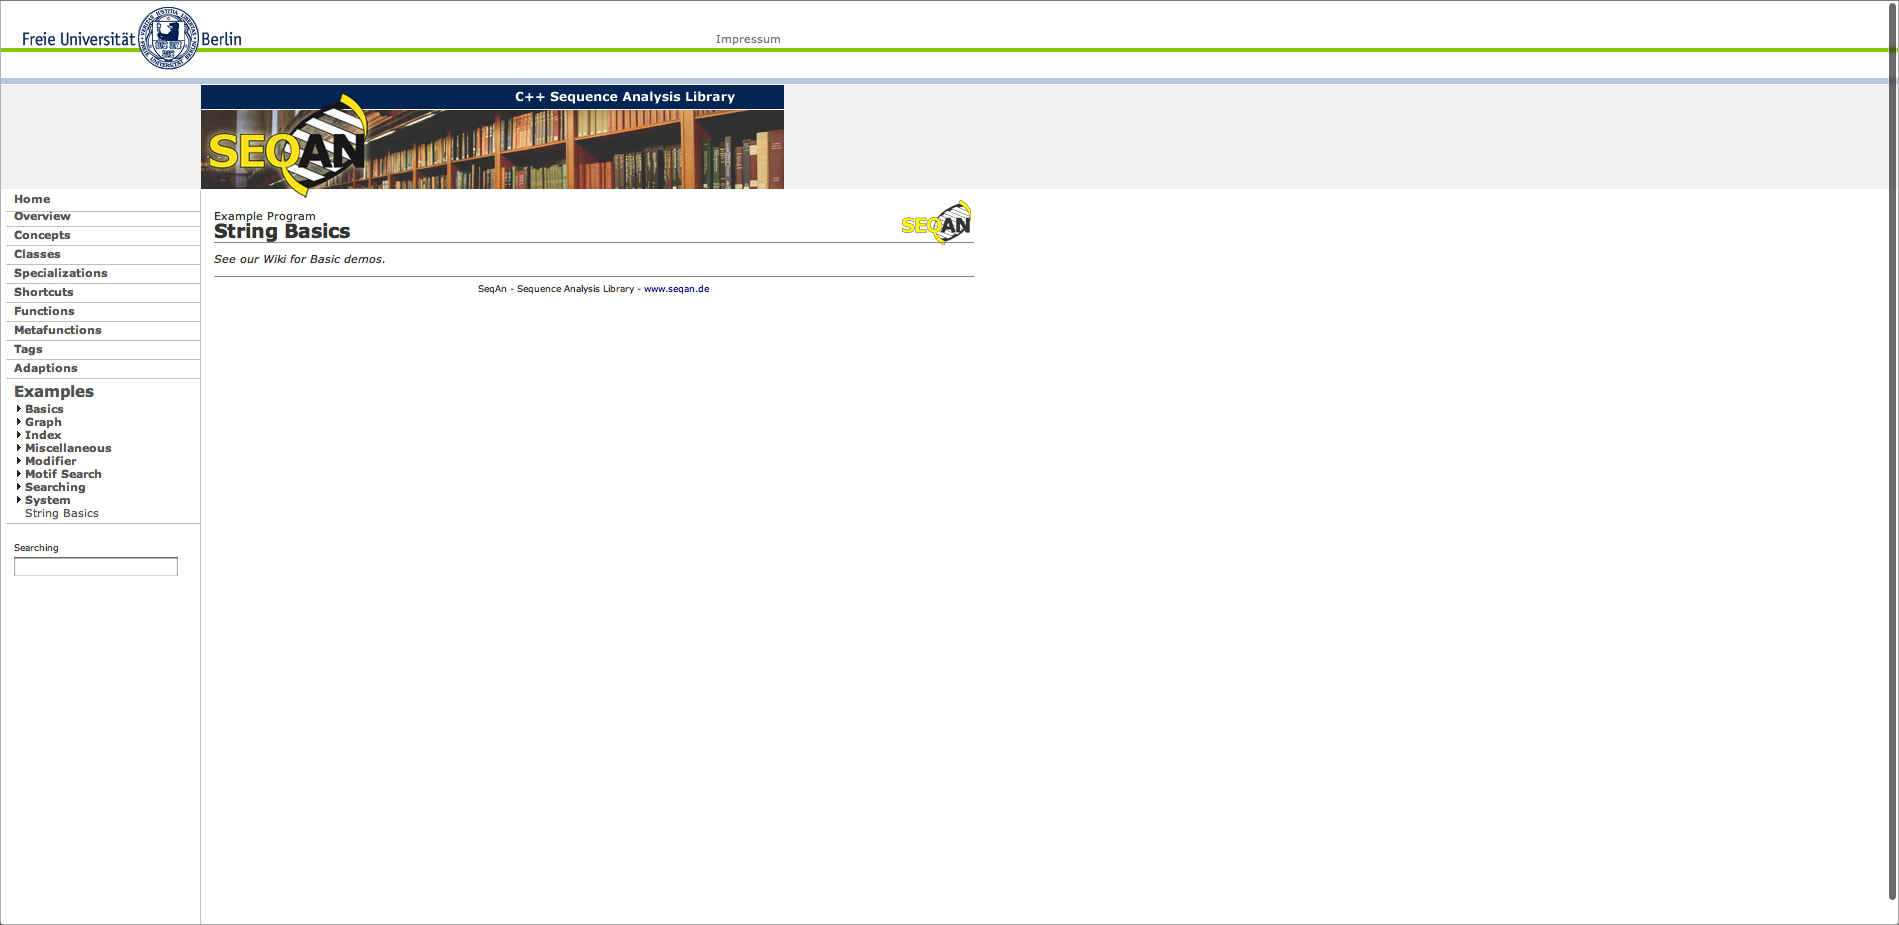 Freie Universität Berlin
Impressum
C++ Sequence Analysis Library
SEQAN
Home
Overview
Concepts
Classes
Specializations
Shortcuts
Functions
Metafunctions
Tags
Adaptions
Examples
Basics
Graph
Index
Miscellaneous
Modifier
Motif Search
Searching
System
String Basics
Searching
Example Program
String Basics
SEQAN
See our Wiki for Basic demos.
SeqAn - Sequence Analysis Library - www.seqan.de